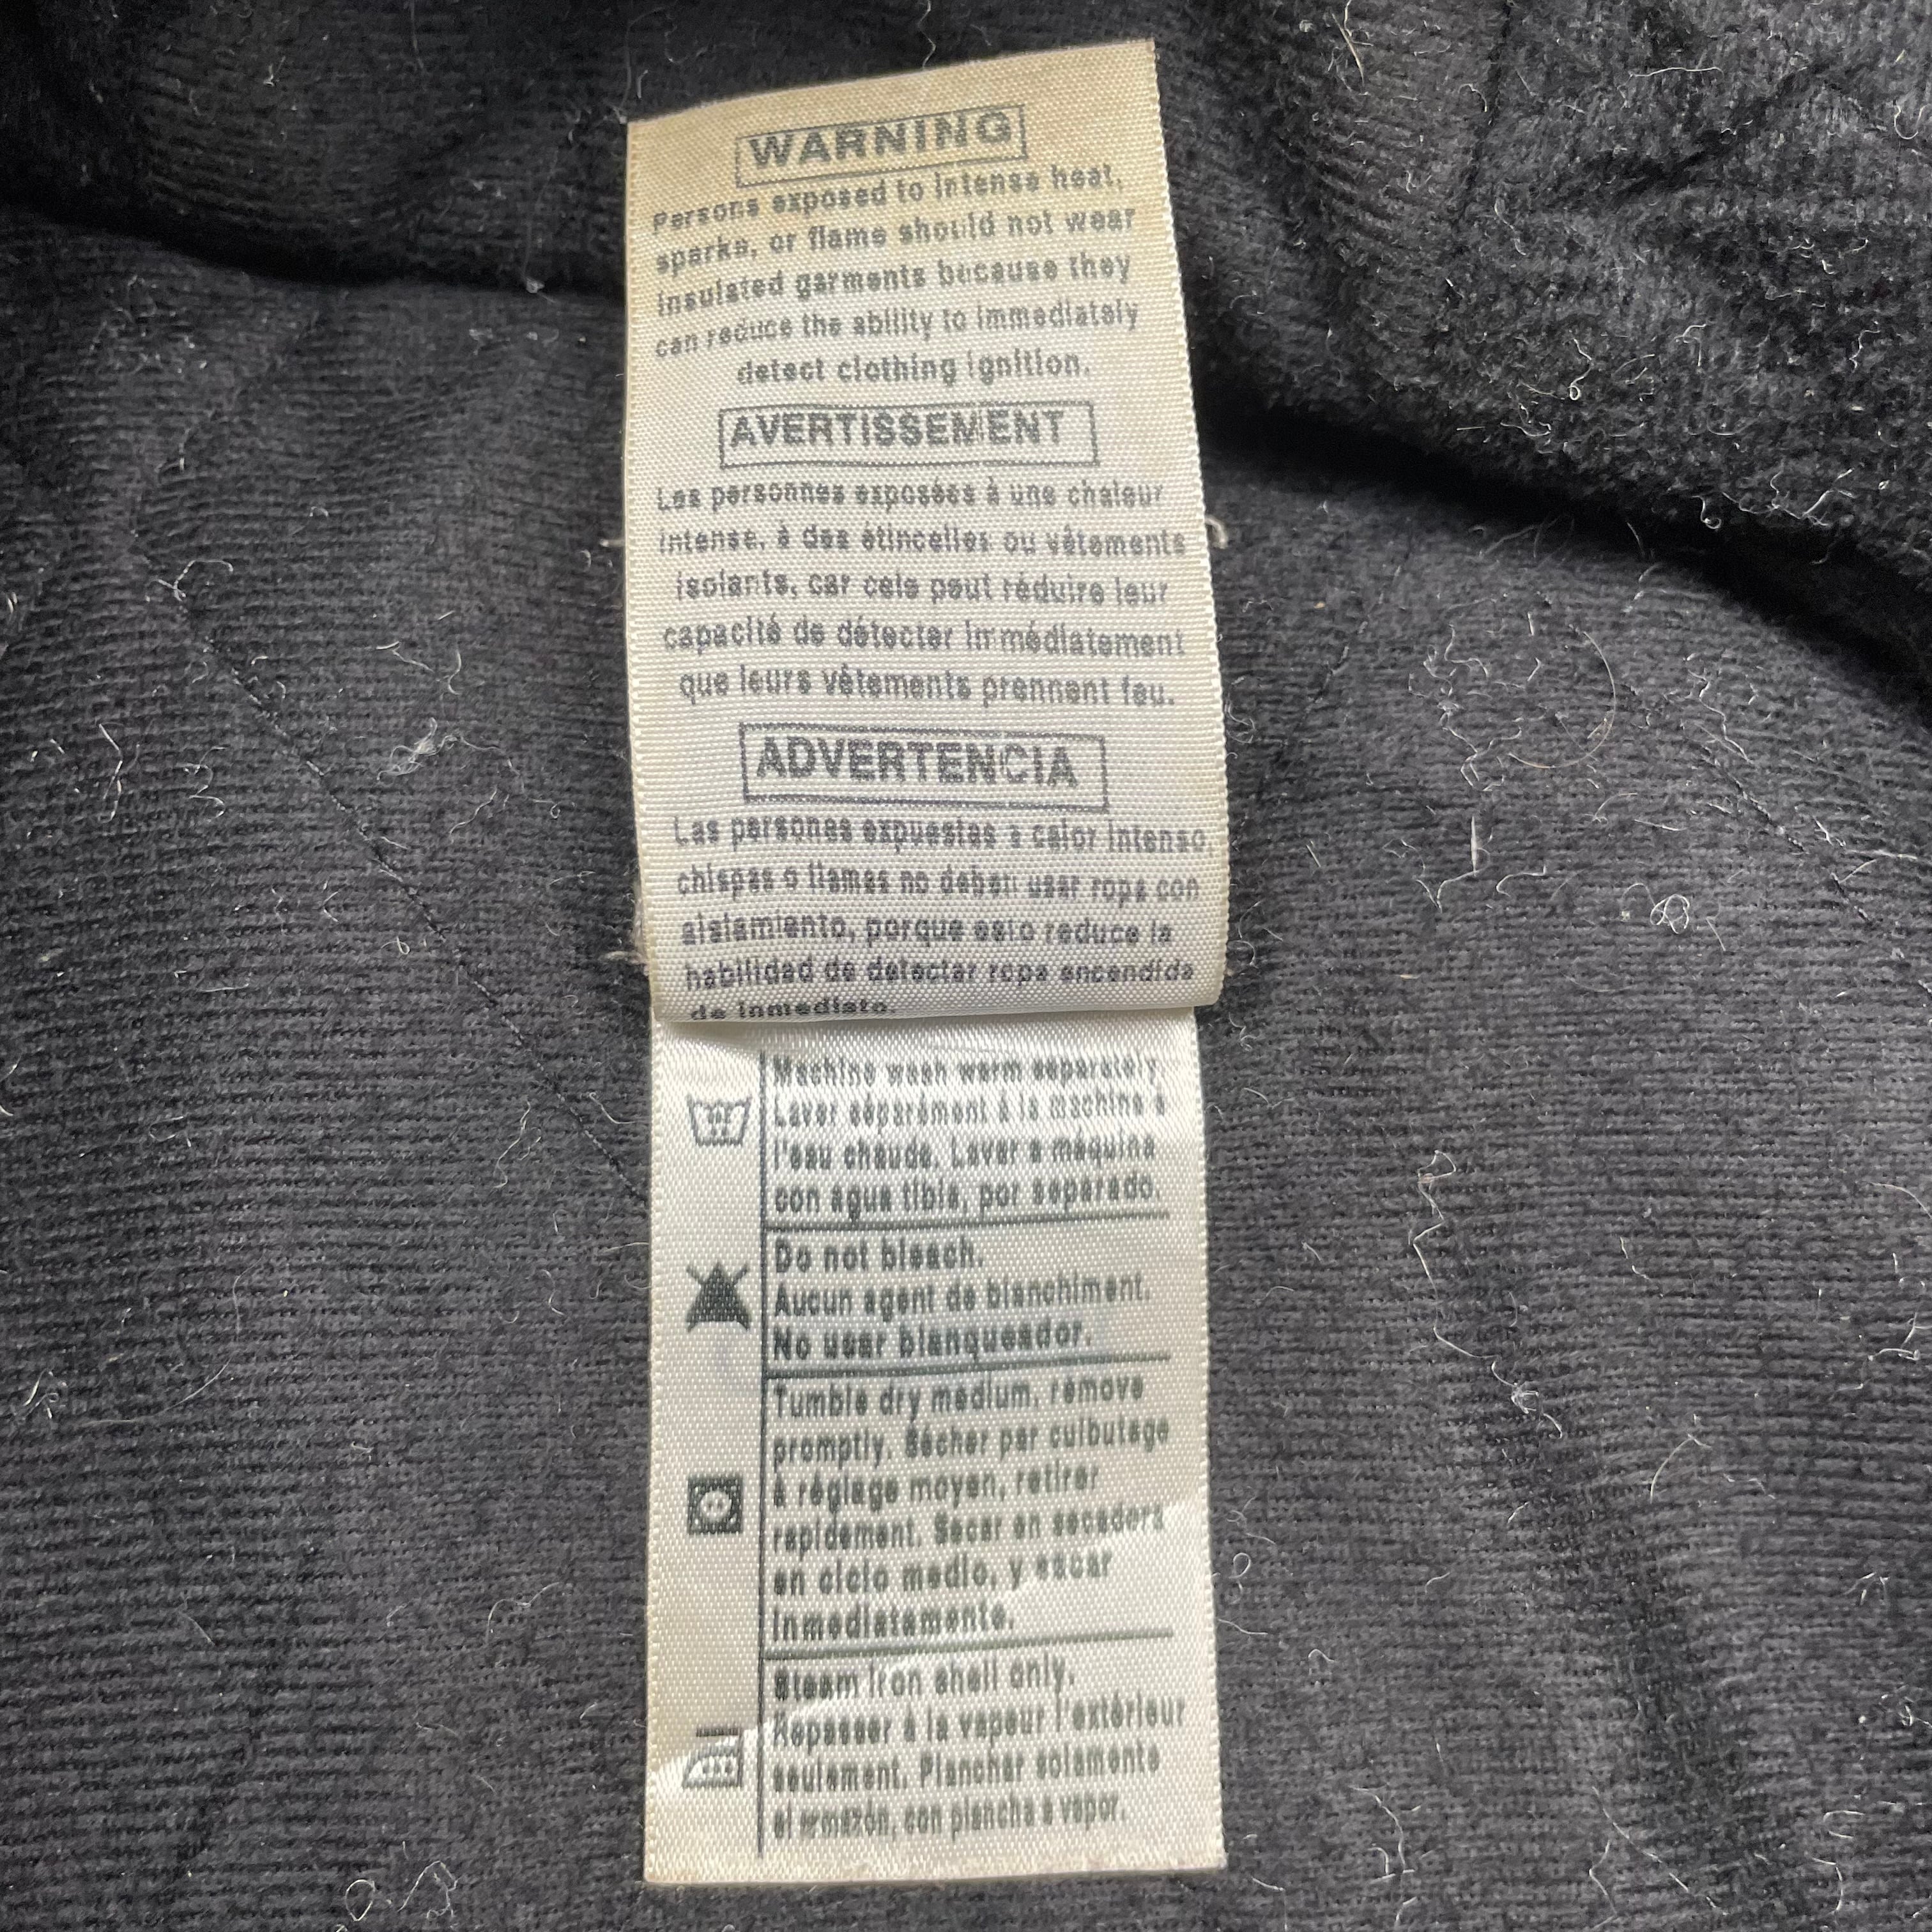 WARNING
Persons exposed to intense heat,
sparks, or flame should not wear
insulated garments because they
can reduce the ability to immediately
detect clothing ignition.
AVERTISSEMENT
Les personnes exposées à une chaleur
intense, à des étincelles ou vêtements
isolants, car cela peut réduire leur
capacité de détecter immédiatement
que leurs vêtements prennent feu.
ADVERTENCIA
Las personas expuestas a calor intenso,
chispas o llamas no deben usar ropa con
aislamiento, porque esto reduce la
habilidad de detectar ropa encendida
de inmediato.
Machine wash warm separately.
Laver séparément à la machine à
l'eau chaude. Lavar a máquina
con agua tibia, por separado.
Do not bleach.
Aucun agent de blanchiment.
No usar blanqueador.
Tumble dry medium, remove
promptly. Sécher par culbutage
à réglage moyen, retirer
rapidement. Secar en secadora
en ciclo medio, y sacar
inmediatamente.
Steam iron shell only.
Repasser à la vapeur l'extérieur
seulement. Planchar solamente
el armazón, con plancha a vapor.